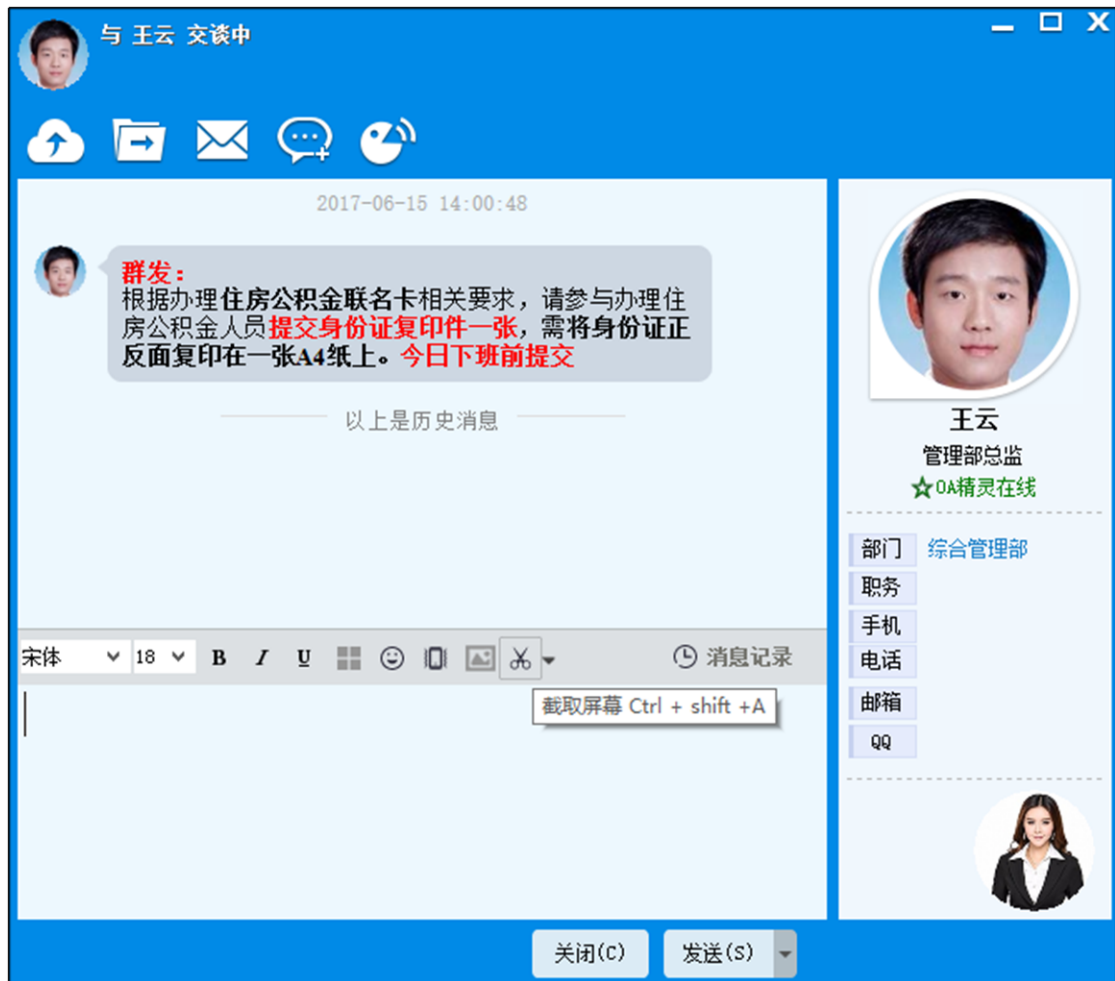 与 王云 交谈中
2017-06-15 14:00:48
群发：
根据办理住房公积金联名卡相关要求，请参与办理住
房公积金人员提交身份证复印件一张，需将身份证正
反面复印在一张A4纸上。今日下班前提交
以上是历史消息
宋体 18 B I U 消息记录
截取屏幕 Ctrl + shift +A
关闭(C) 发送(S)
王云
管理部总监
OA精灵在线
部门 综合管理部
职务
手机
电话
邮箱
QQ